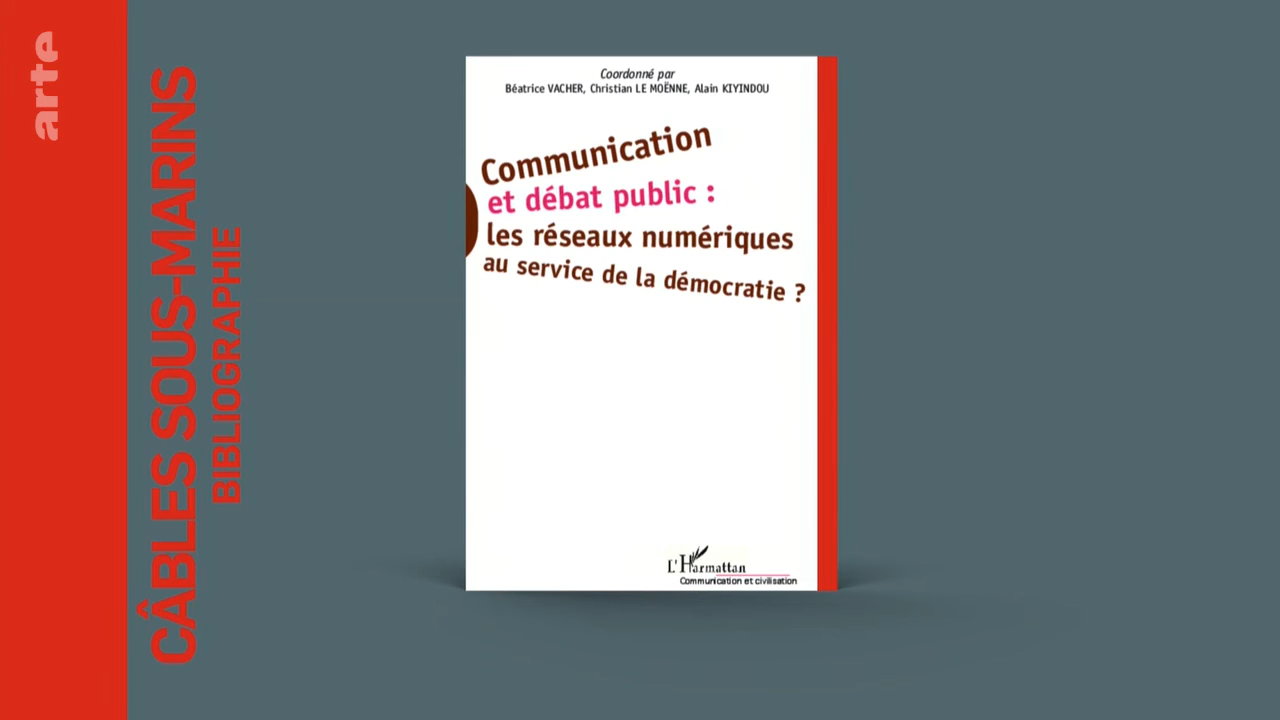 arte
CÂBLES SOUS-MARINS
BIBLIOGRAPHIE
Coordonné par
Béatrice VACHER, Christian LE MOËNNE, Alain KIYINDOU
Communication
et débat public :
les réseaux numériques
au service de la démocratie ?
L'Harmattan
Communication et civilisation